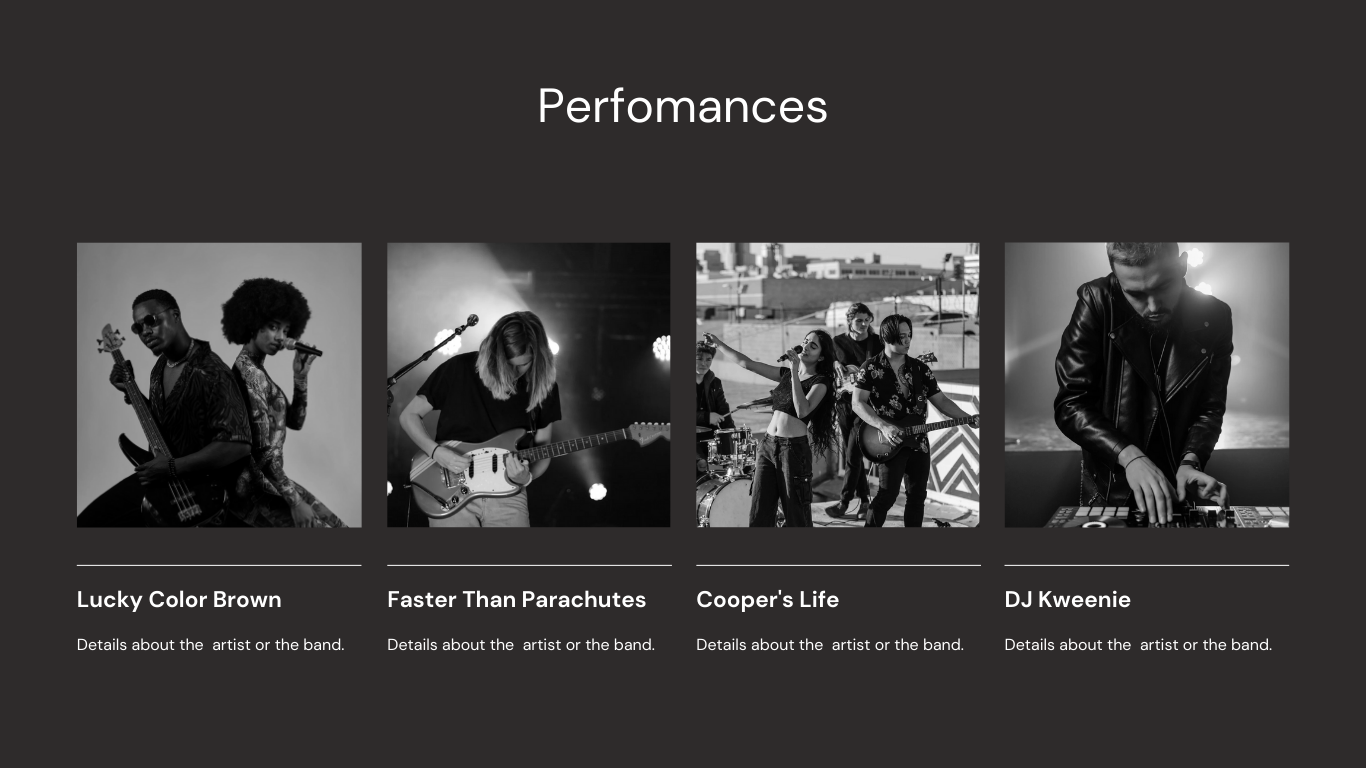 Perfomances
Lucky Color Brown
Faster Than Parachutes
Cooper's Life
DJ Kweenie
Details about the  artist or the band.
Details about the  artist or the band.
Details about the  artist or the band.
Details about the  artist or the band.